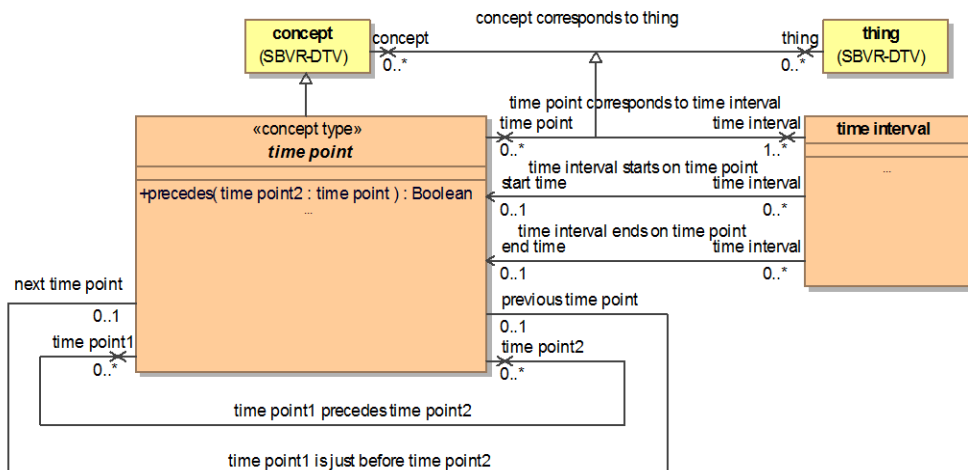 concept corresponds to thing
concept
(SBVR-DTV)
concept
0..*
thing
0..*
thing
(SBVR-DTV)
time point corresponds to time interval
«concept type»
time point
+precedes( time point2 : time point ) : Boolean
...
time point
0..*
time interval
1..*
time interval
...
time interval starts on time point
start time
0..1
time interval
0..*
time interval ends on time point
end time
0..1
time interval
0..*
next time point
0..1
previous time point
0..1
time point1
0..*
time point2
0..*
time point1 precedes time point2
time point1 is just before time point2